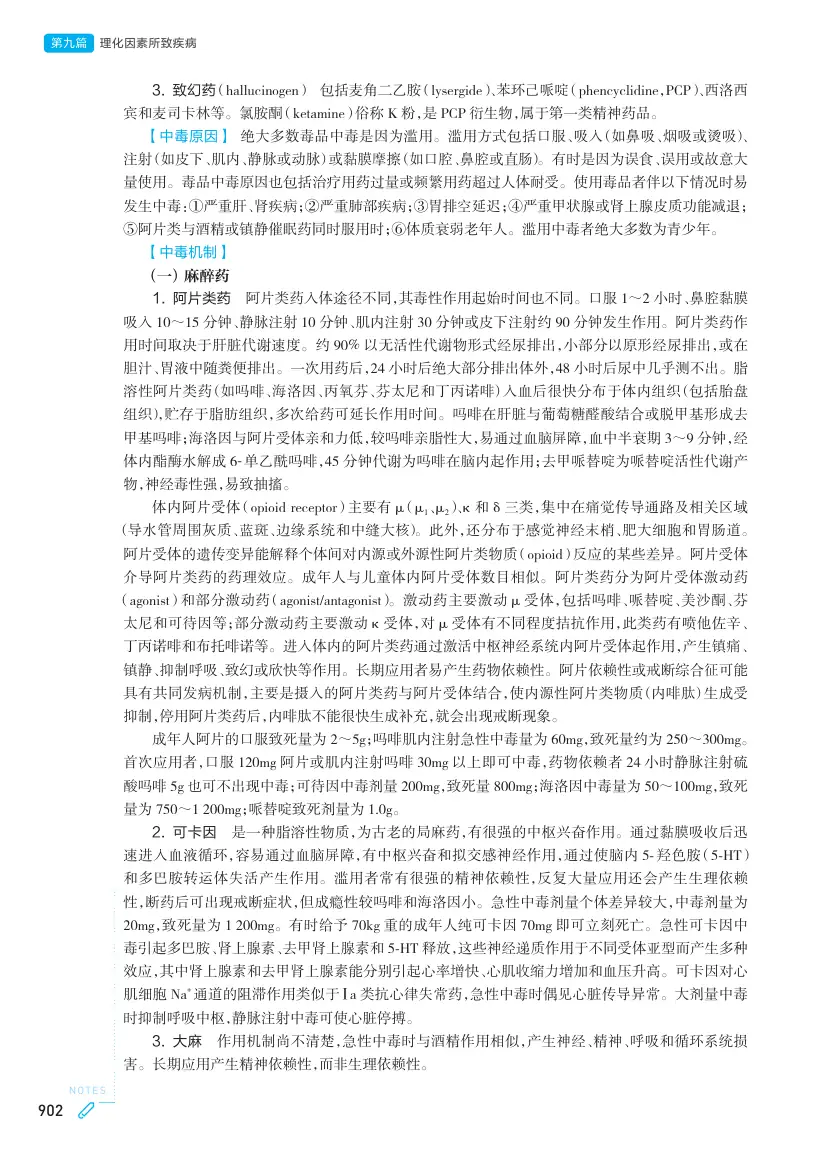 第九篇 理化因素所致疾病
3. 致幻药(hallucinogen) 包括麦角二乙胺(lysergide)、苯环己哌啶(phencyclidine,PCP)、西洛西
宾和麦司卡林等。氯胺酮(ketamine)俗称 K 粉,是 PCP 衍生物,属于第一类精神药品。
【中毒原因】 绝大多数毒品中毒是因为滥用。滥用方式包括口服、吸入(如鼻吸、烟吸或烫吸)、
注射(如皮下、肌内、静脉或动脉)或黏膜摩擦(如口腔、鼻腔或直肠)。有时是因为误食、误用或故意大
量使用。毒品中毒原因也包括治疗用药过量或频繁用药超过人体耐受。使用毒品者伴以下情况时易
发生中毒:①严重肝、肾疾病;②严重肺部疾病;③胃排空延迟;④严重甲状腺或肾上腺皮质功能减退;
⑤阿片类与酒精或镇静催眠药同时服用时;⑥体质衰弱老年人。滥用中毒者绝大多数为青少年。
【中毒机制】
(一) 麻醉药
1. 阿片类药 阿片类药入体途径不同,其毒性作用起始时间也不同。口服 1～2 小时、鼻腔黏膜
吸入 10～15 分钟、静脉注射 10 分钟、肌内注射 30 分钟或皮下注射约 90 分钟发生作用。阿片类药作
用时间取决于肝脏代谢速度。约 90% 以无活性代谢物形式经尿排出,小部分以原形经尿排出,或在
胆汁、胃液中随粪便排出。一次用药后,24 小时后绝大部分排出体外,48 小时后尿中几乎测不出。脂
溶性阿片类药(如吗啡、海洛因、丙氧芬、芬太尼和丁丙诺啡)入血后很快分布于体内组织(包括胎盘
组织),贮存于脂肪组织,多次给药可延长作用时间。吗啡在肝脏与葡萄糖醛酸结合或脱甲基形成去
甲基吗啡;海洛因与阿片受体亲和力低,较吗啡亲脂性大,易通过血脑屏障,血中半衰期 3～9 分钟,经
体内酯酶水解成 6-单乙酰吗啡,45 分钟代谢为吗啡在脑内起作用;去甲哌替啶为哌替啶活性代谢产
物,神经毒性强,易致抽搐。
体内阿片受体(opioid receptor)主要有 μ(μ₁、μ₂)、κ 和 δ 三类,集中在痛觉传导通路及相关区域
(导水管周围灰质、蓝斑、边缘系统和中缝大核)。此外,还分布于感觉神经末梢、肥大细胞和胃肠道。
阿片受体的遗传变异能解释个体间对内源或外源性阿片类物质(opioid)反应的某些差异。阿片受体
介导阿片类药的药理效应。成年人与儿童体内阿片受体数目相似。阿片类药分为阿片受体激动药
(agonist)和部分激动药(agonist/antagonist)。激动药主要激动 μ 受体,包括吗啡、哌替啶、美沙酮、芬
太尼和可待因等;部分激动药主要激动 κ 受体,对 μ 受体有不同程度拮抗作用,此类药有喷他佐辛、
丁丙诺啡和布托啡诺等。进入体内的阿片类药通过激活中枢神经系统内阿片受体起作用,产生镇痛、
镇静、抑制呼吸、致幻或欣快等作用。长期应用者易产生药物依赖性。阿片依赖性或戒断综合征可能
具有共同发病机制,主要是摄入的阿片类药与阿片受体结合,使内源性阿片类物质(内啡肽)生成受
抑制,停用阿片类药后,内啡肽不能很快生成补充,就会出现戒断现象。
成年人阿片的口服致死量为 2～5g;吗啡肌内注射急性中毒量为 60mg,致死量约为 250～300mg。
首次应用者,口服 120mg 阿片或肌内注射吗啡 30mg 以上即可中毒,药物依赖者 24 小时静脉注射硫
酸吗啡 5g 也可不出现中毒;可待因中毒剂量 200mg,致死量 800mg;海洛因中毒量为 50～100mg,致死
量为 750～1 200mg;哌替啶致死剂量为 1.0g。
2. 可卡因 是一种脂溶性物质,为古老的局麻药,有很强的中枢兴奋作用。通过黏膜吸收后迅
速进入血液循环,容易通过血脑屏障,有中枢兴奋和拟交感神经作用,通过使脑内 5-羟色胺(5-HT)
和多巴胺转运体失活产生作用。滥用者常有很强的精神依赖性,反复大量应用还会产生生理依赖
性,断药后可出现戒断症状,但成瘾性较吗啡和海洛因小。急性中毒剂量个体差异较大,中毒剂量为
20mg,致死量为 1 200mg。有时给予 70kg 重的成年人纯可卡因 70mg 即可立刻死亡。急性可卡因中
毒引起多巴胺、肾上腺素、去甲肾上腺素和 5-HT 释放,这些神经递质作用于不同受体亚型而产生多种
效应,其中肾上腺素和去甲肾上腺素能分别引起心率增快、心肌收缩力增加和血压升高。可卡因对心
肌细胞 Na⁺通道的阻滞作用类似于Ⅰa 类抗心律失常药,急性中毒时偶见心脏传导异常。大剂量中毒
时抑制呼吸中枢,静脉注射中毒可使心脏停搏。
3. 大麻 作用机制尚不清楚,急性中毒时与酒精作用相似,产生神经、精神、呼吸和循环系统损
害。长期应用产生精神依赖性,而非生理依赖性。
NOTES
902